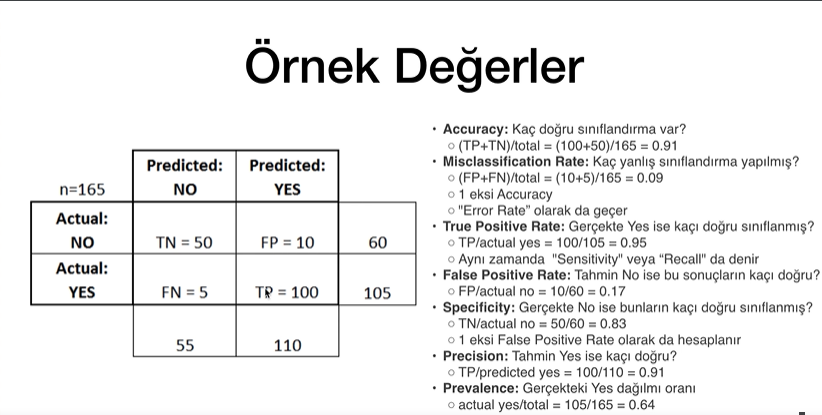 Örnek Değerler
Predicted: NO
Predicted: YES
n=165
Actual: NO
TN = 50
FP = 10
60
Actual: YES
FN = 5
TP = 100
105
55
110
• Accuracy: Kaç doğru sınıflandırma var?
○ (TP+TN)/total = (100+50)/165 = 0.91
• Misclassification Rate: Kaç yanlış sınıflandırma yapılmış?
○ (FP+FN)/total = (10+5)/165 = 0.09
○ 1 eksi Accuracy
○ "Error Rate” olarak da geçer
• True Positive Rate: Gerçekte Yes ise kaçı doğru sınıflanmış?
○ TP/actual yes = 100/105 = 0.95
○ Aynı zamanda "Sensitivity" veya “Recall" da denir
• False Positive Rate: Tahmin No ise bu sonuçların kaçı doğru?
○ FP/actual no = 10/60 = 0.17
• Specificity: Gerçekte No ise bunların kaçı doğru sınıflanmış?
○ TN/actual no = 50/60 = 0.83
○ 1 eksi False Positive Rate olarak da hesaplanır
• Precision: Tahmin Yes ise kaçı doğru?
○ TP/predicted yes = 100/110 = 0.91
• Prevalence: Gerçekteki Yes dağılmı oranı
○ actual yes/total = 105/165 = 0.64